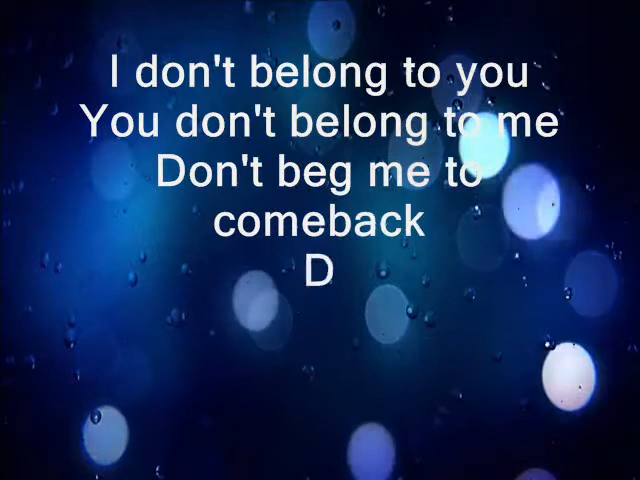 I don't belong to you
You don't belong to me
Don't beg me to
comeback
D